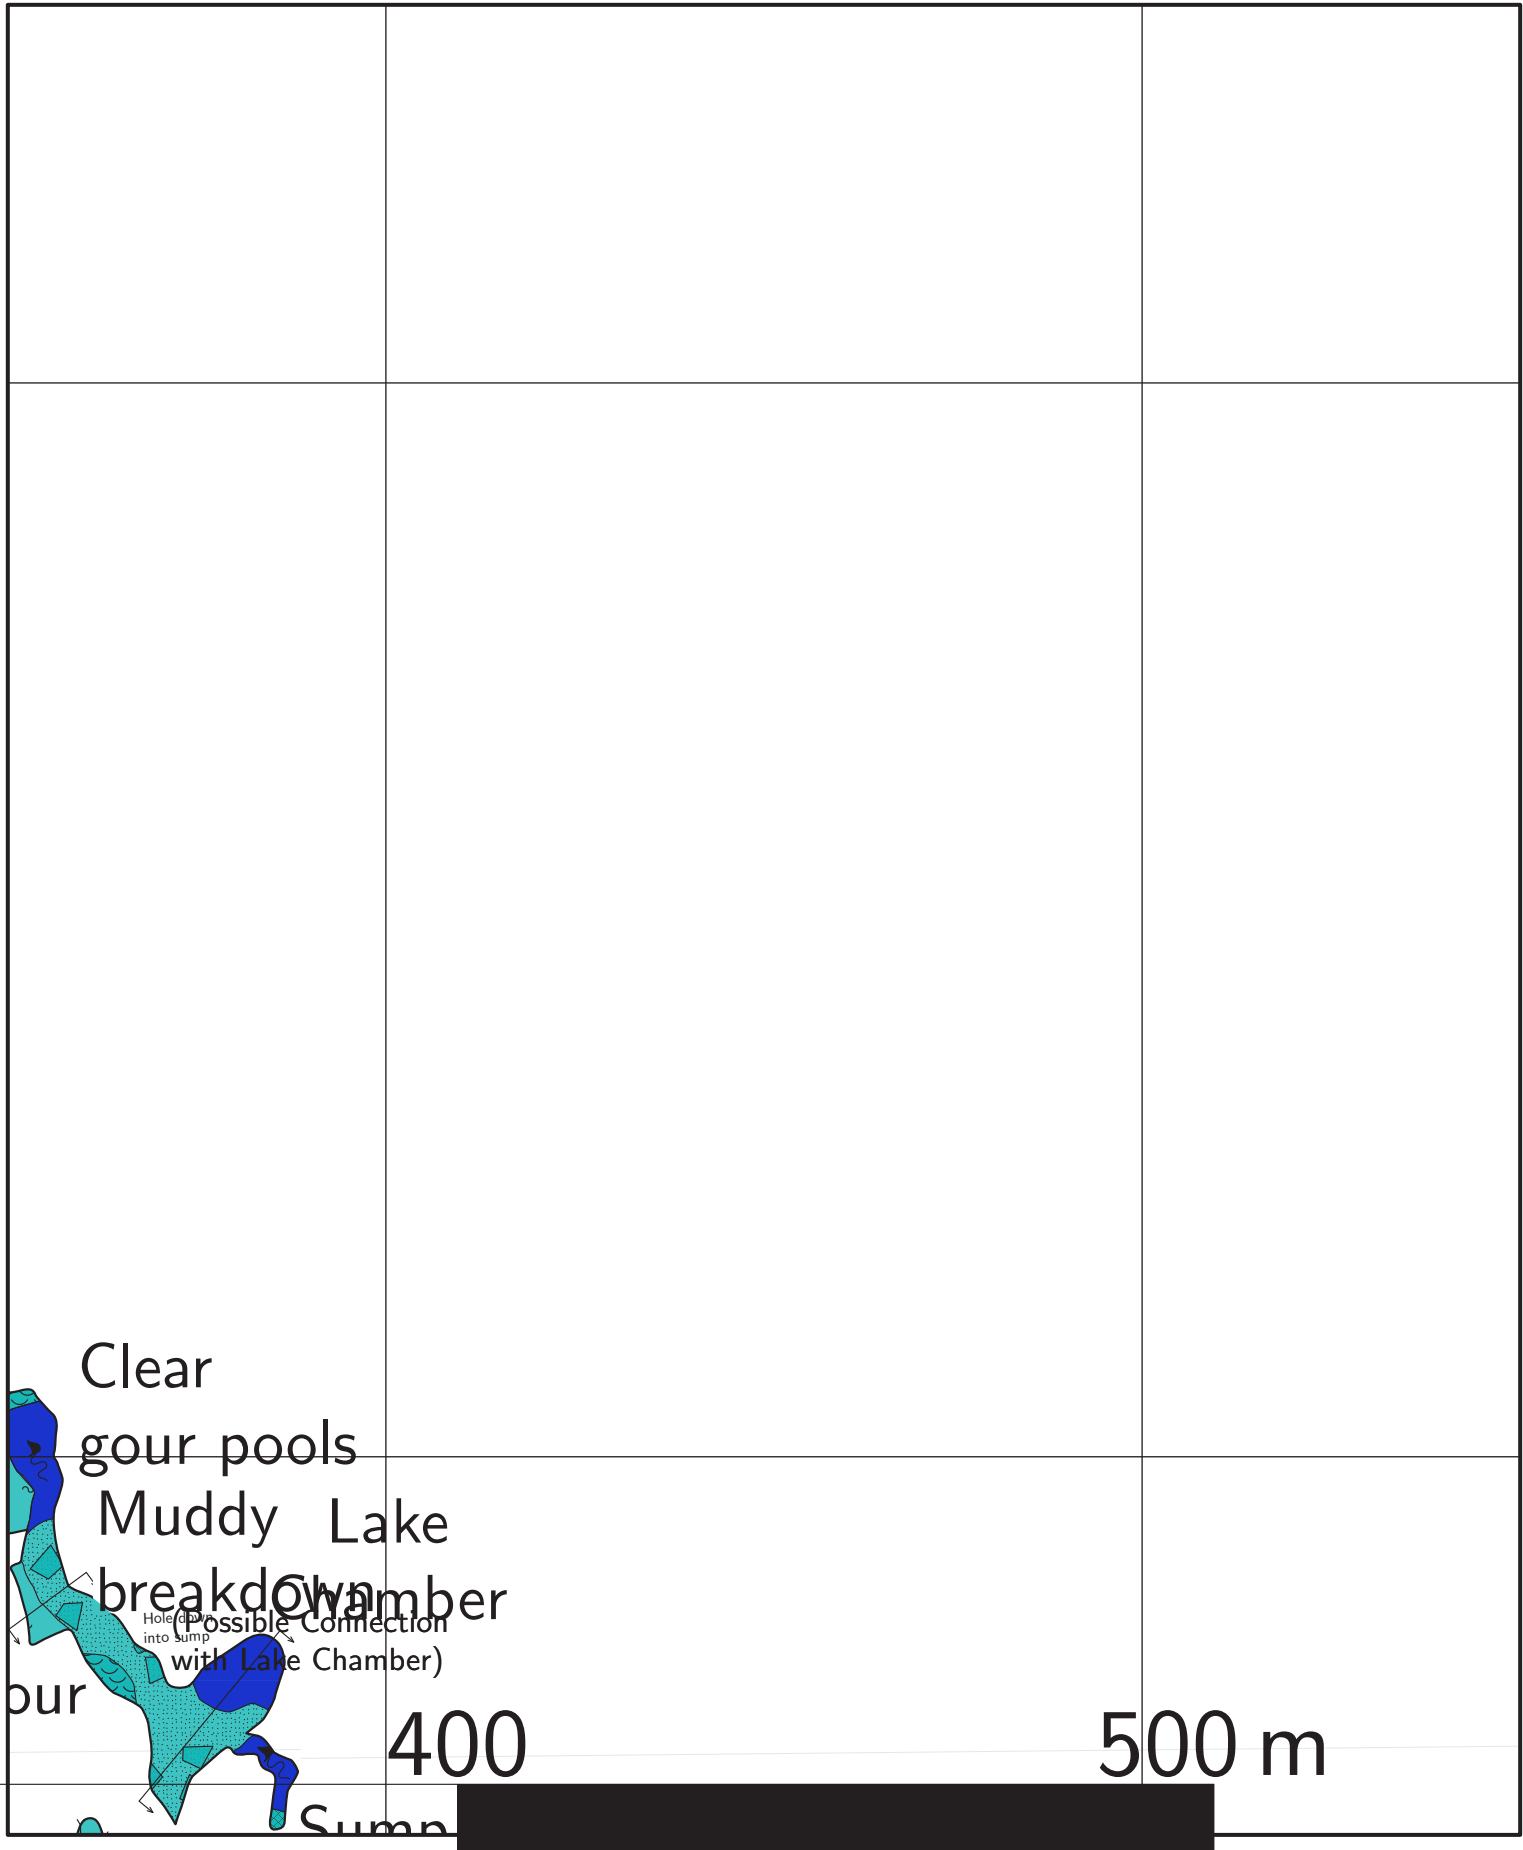 Clear
gour pools
Muddy
breakdown
Lake
Chamber
Hole down
into sump
(Possible Connection
with Lake Chamber)
our
400
500 m
Sump